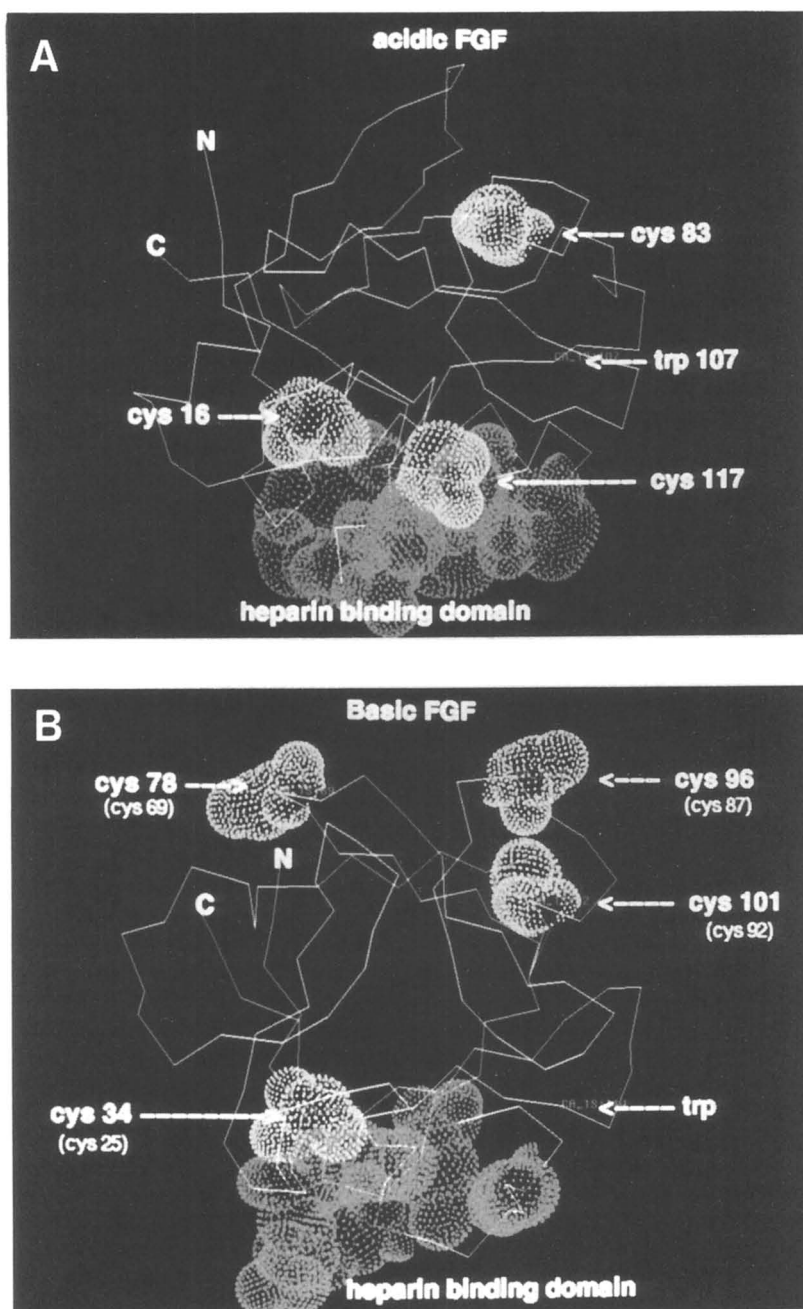 A
acidic FGF
N
C
cys 83
trp 107
cys 16
cys 117
heparin binding domain
B
Basic FGF
cys 78
(cys 69)
cys 96
(cys 87)
N
C
cys 101
(cys 92)
cys 34
(cys 25)
trp
heparin binding domain